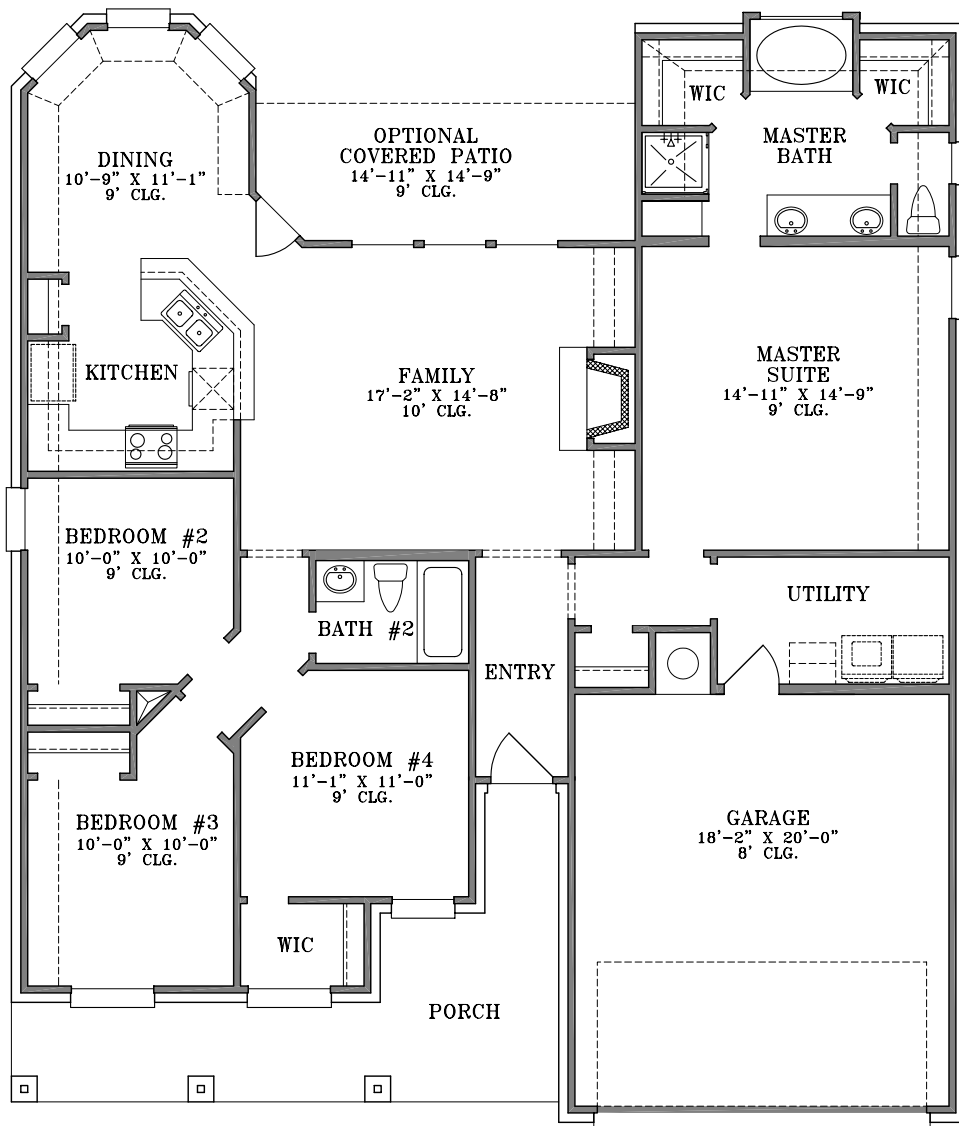 WIC
WIC
OPTIONAL
COVERED PATIO
14'-11" X 14'-9"
9' CLG.
MASTER
BATH
DINING
10'-9" X 11'-1"
9' CLG.
KITCHEN
FAMILY
17'-2" X 14'-8"
10' CLG.
MASTER
SUITE
14'-11" X 14'-9"
9' CLG.
BEDROOM #2
10'-0" X 10'-0"
9' CLG.
BATH #2
UTILITY
ENTRY
BEDROOM #4
11'-1" X 11'-0"
9' CLG.
BEDROOM #3
10'-0" X 10'-0"
9' CLG.
GARAGE
18'-2" X 20'-0"
8' CLG.
WIC
PORCH